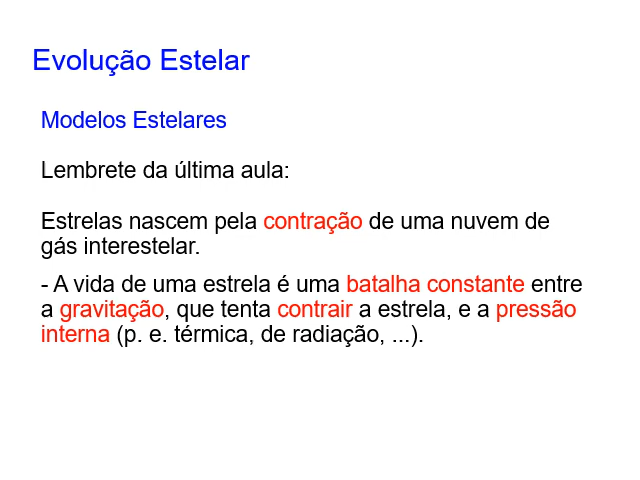 Evolução Estelar
Modelos Estelares
Lembrete da última aula:
Estrelas nascem pela contração de uma nuvem de
gás interestelar.
- A vida de uma estrela é uma batalha constante entre
a gravitação, que tenta contrair a estrela, e a pressão
interna (p. e. térmica, de radiação, ...).